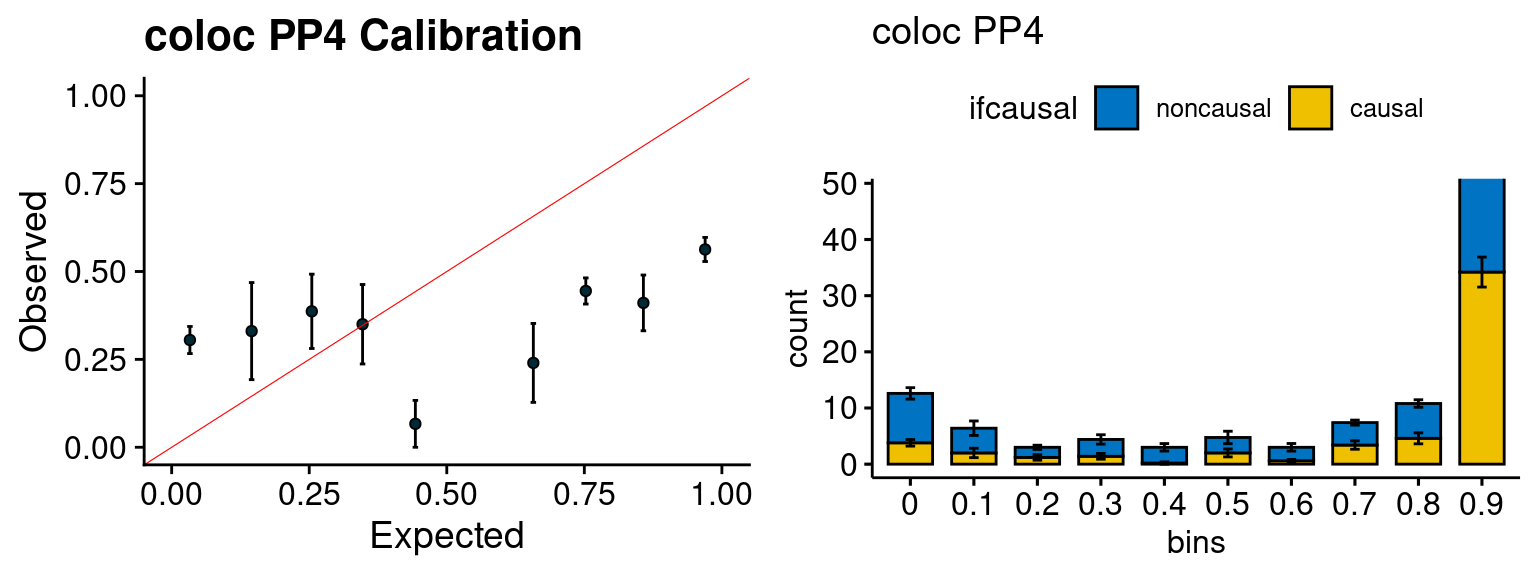 coloc PP4 Calibration
Observed
1.00
0.75
0.50
0.25
0.00
0.00 0.25 0.50 0.75 1.00
Expected
coloc PP4
ifcausal noncausal causal
count
50
40
30
20
10
0
0 0.1 0.2 0.3 0.4 0.5 0.6 0.7 0.8 0.9
bins